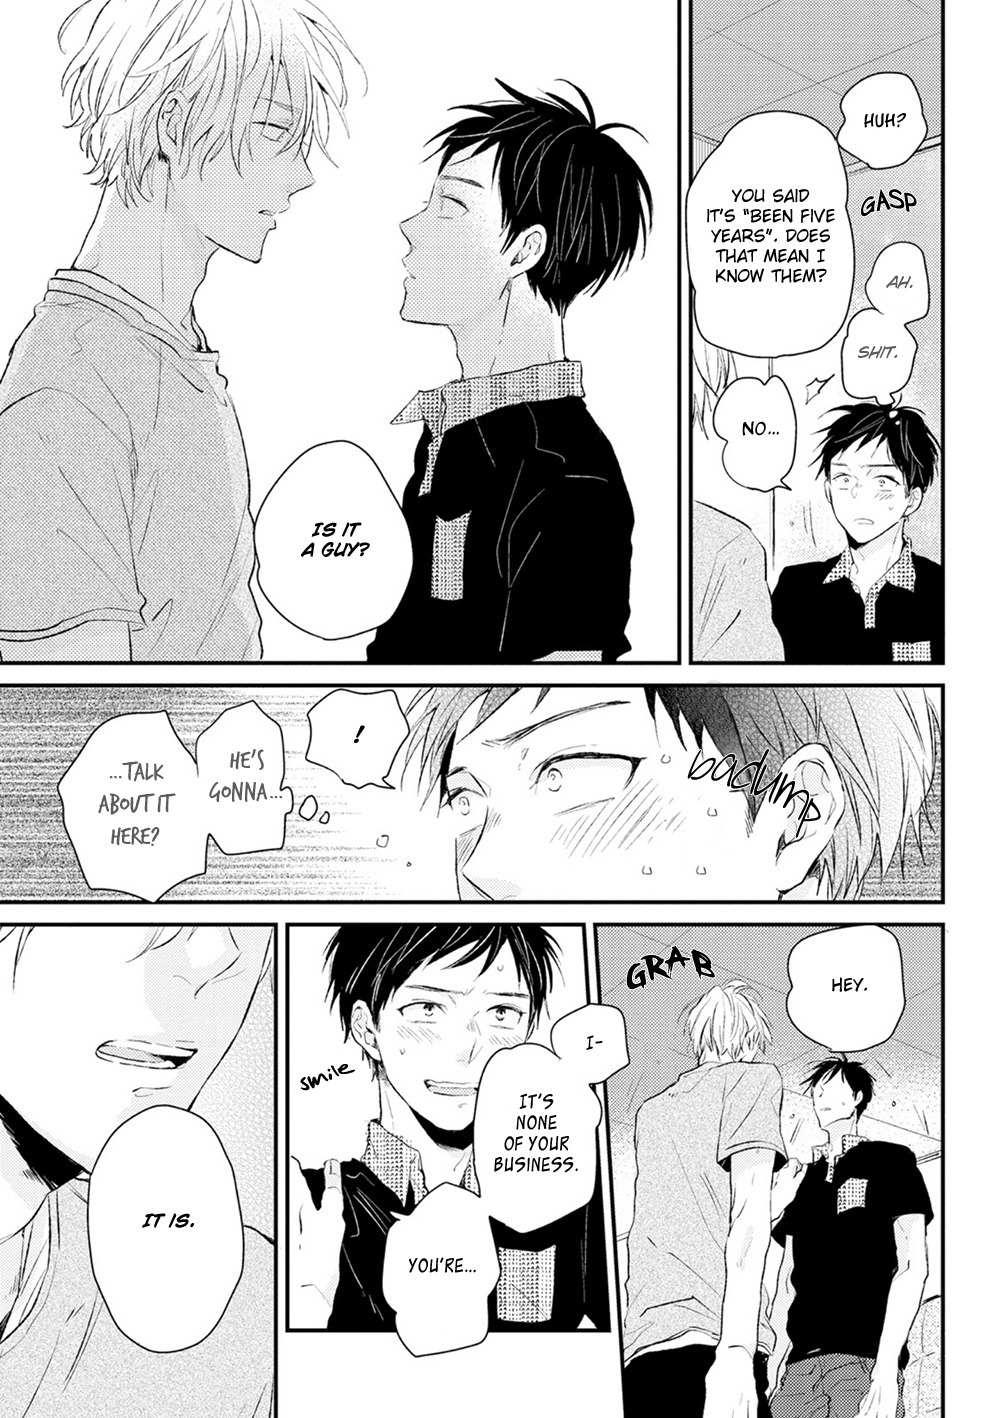 HUH?
YOU SAID
IT'S "BEEN FIVE
YEARS". DOES
THAT MEAN I
KNOW THEM?
GASP
AH.
SHIT.
NO...
IS IT
A GUY?
badump
!
HE'S
GONNA...
...TALK
ABOUT IT
HERE?
HEY.
GRAB
I-
IT'S
NONE
OF YOUR
BUSINESS.
smile
YOU'RE...
IT IS.